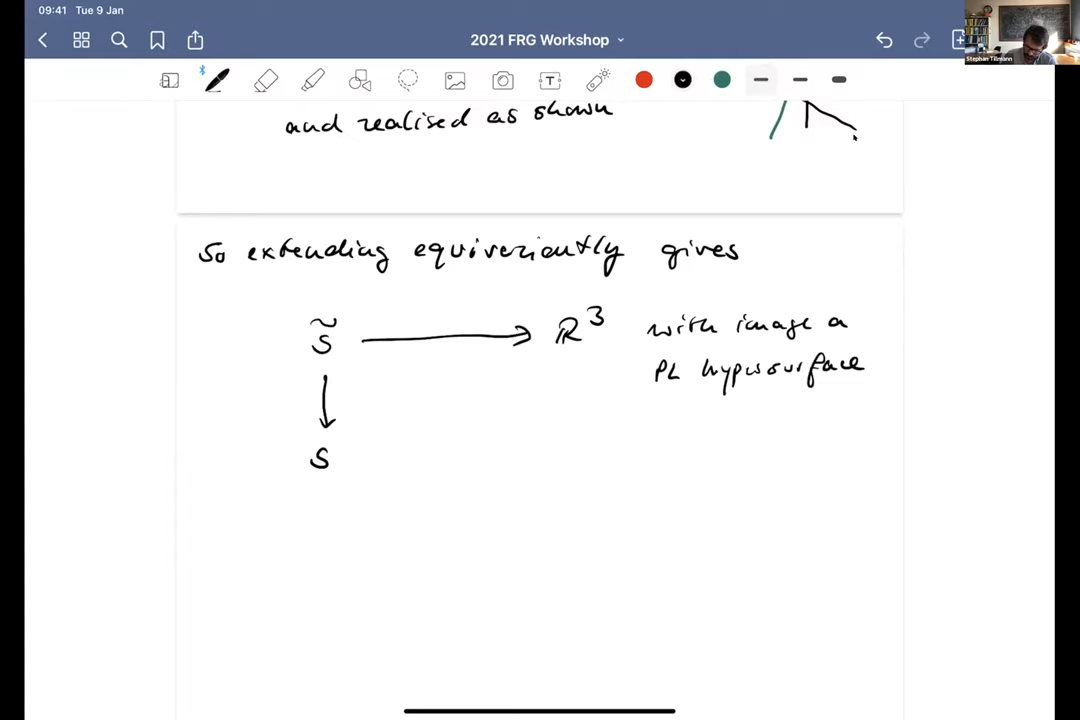 09:41 Tue 9 Jan
2021 FRG Workshop
Stephan Tillmann
and realised as shown
So extending equivariantly gives
S̃ ⟶ ℝ³ with image a
PL hypersurface
↓
S